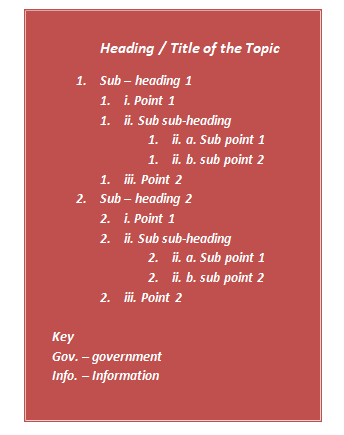 Heading / Title of the Topic
1. Sub – heading 1
1. i. Point 1
1. ii. Sub sub-heading
1. ii. a. Sub point 1
1. ii. b. sub point 2
1. iii. Point 2
2. Sub – heading 2
2. i. Point 1
2. ii. Sub sub-heading
2. ii. a. Sub point 1
2. ii. b. sub point 2
2. iii. Point 2
Key
Gov. – government
Info. – Information